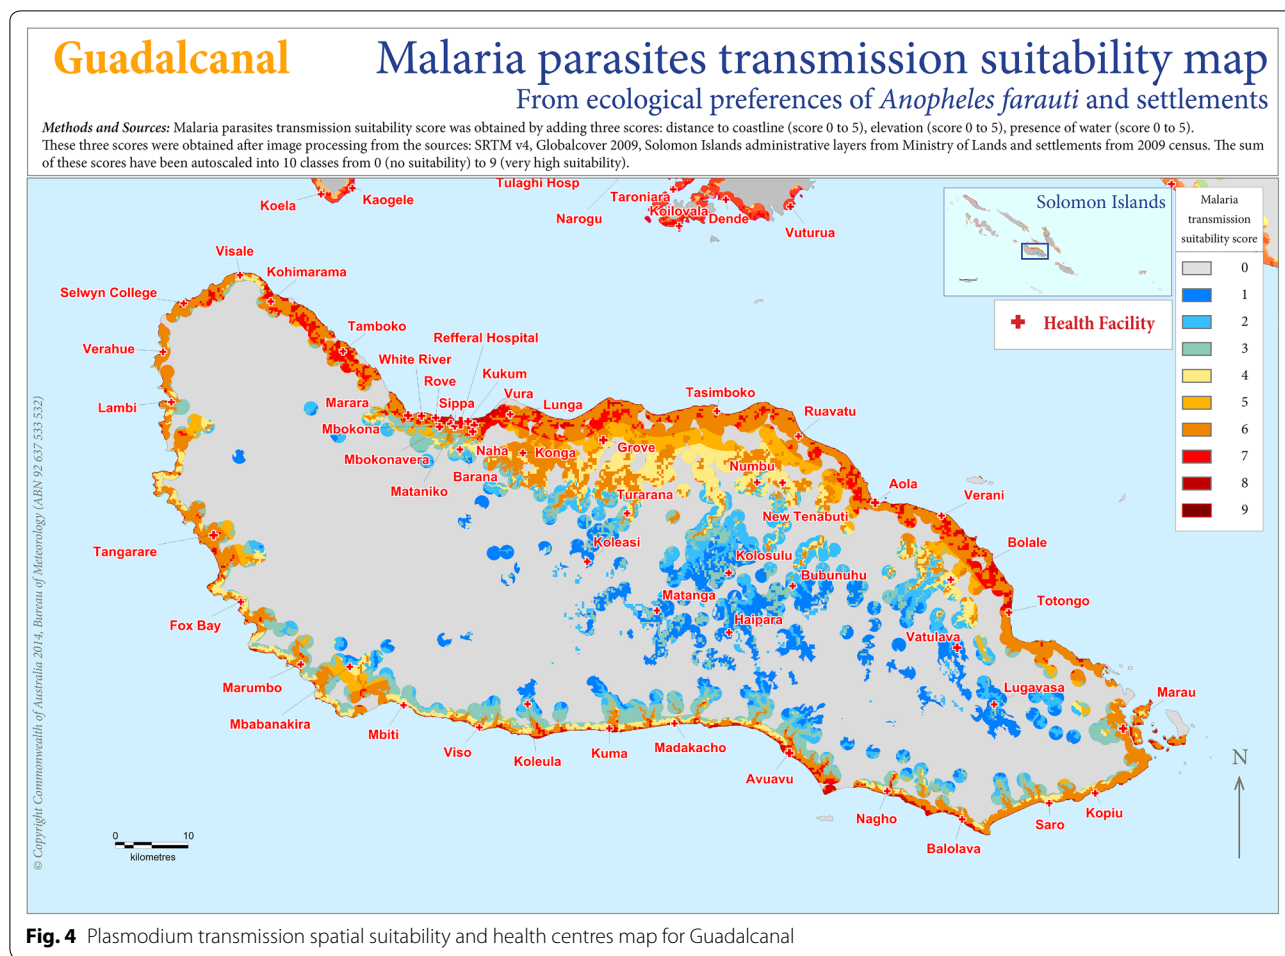 Guadalcanal
Malaria parasites transmission suitability map
From ecological preferences of Anopheles farauti and settlements
Methods and Sources: Malaria parasites transmission suitability score was obtained by adding three scores: distance to coastline (score 0 to 5), elevation (score 0 to 5), presence of water (score 0 to 5).
These three scores were obtained after image processing from the sources: SRTM v4, Globalcover 2009, Solomon Islands administrative layers from Ministry of Lands and settlements from 2009 census. The sum
of these scores have been autoscaled into 10 classes from 0 (no suitability) to 9 (very high suitability).
Koela
Kaogele
Tulaghi Hosp
Narogu
Taroniara
Koilovala
Dende
Vuturua
Solomon Islands
Health Facility
Malaria
transmission
suitability score
0
1
2
3
4
5
6
7
8
9
Visale
Kohimarama
Selwyn College
Verahue
Lambi
Tamboko
Refferal Hospital
White River
Kukum
Rove
Vura
Sippa
Lunga
Marara
Mbokona
Mbokonavera
Mataniko
Barana
Naha
Konga
Grove
Tasimboko
Ruavatu
Numbu
Turarana
New Tenabuti
Aola
Verani
Bolale
Koleasi
Kolosulu
Bubunuhu
Matanga
Haipara
Totongo
Vatulava
Lugavasa
Marau
Tangarare
Fox Bay
Marumbo
Mbabanakira
Mbiti
Viso
Koleula
Kuma
Madakacho
Avuavu
Nagho
Balolava
Saro
Kopiu
N
0 10
kilometres
© Copyright Commonwealth of Australia 2014, Bureau of Meteorology (ABN 92 637 533 532)
Fig. 4 Plasmodium transmission spatial suitability and health centres map for Guadalcanal